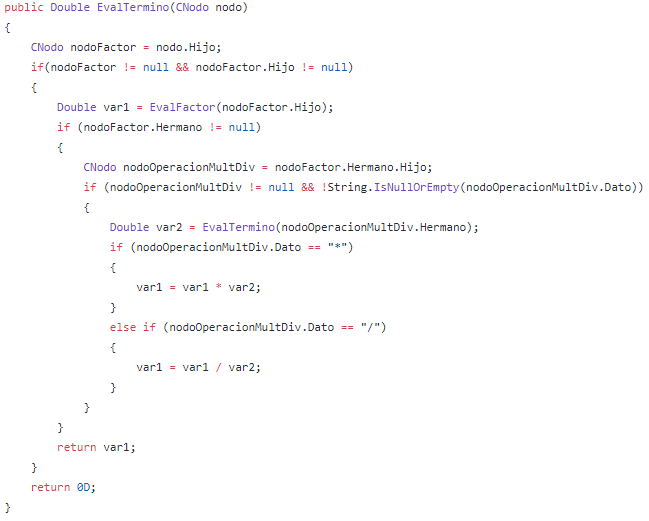 public Double EvalTermino(CNodo nodo)
{
    CNodo nodoFactor = nodo.Hijo;
    if(nodoFactor != null && nodoFactor.Hijo != null)
    {
        Double var1 = EvalFactor(nodoFactor.Hijo);
        if (nodoFactor.Hermano != null)
        {
            CNodo nodoOperacionMultDiv = nodoFactor.Hermano.Hijo;
            if (nodoOperacionMultDiv != null && !String.IsNullOrEmpty(nodoOperacionMultDiv.Dato))
            {
                Double var2 = EvalTermino(nodoOperacionMultDiv.Hermano);
                if (nodoOperacionMultDiv.Dato == "*")
                {
                    var1 = var1 * var2;
                }
                else if (nodoOperacionMultDiv.Dato == "/")
                {
                    var1 = var1 / var2;
                }
            }
        }
        return var1;
    }
    return 0D;
}